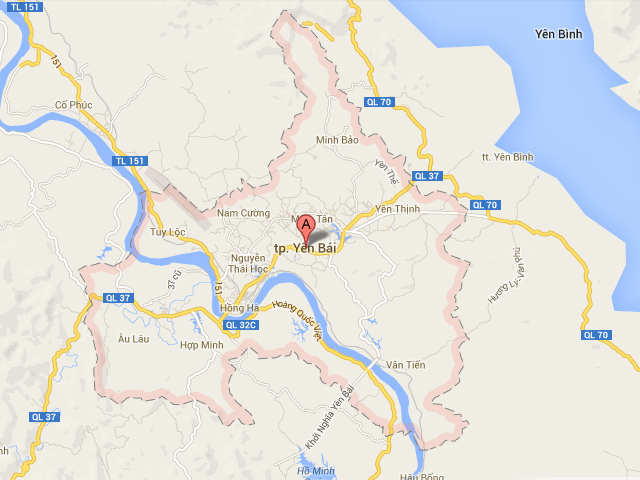 TL 151
151
Yên Bình
Cổ Phúc
QL 70
Minh Bảo
TL 151
Yên Thế
tt. Yên Bình
QL 37
QL 70
Yên Thịnh
Nam Cường
A
Tân
Tuy Lộc
tp. Yên Bái
Nguyễn
Thái Học
Hương Lý - Văn Phú
37 cũ
151
QL 37
Hồng Hà
Hoàng Quốc Việt
QL 32C
QL 70
Âu Lâu
Hợp Minh
Văn Tiến
QL 37
Khởi Nghĩa Yên Bái
Hồ Minh
Hậu Bổng